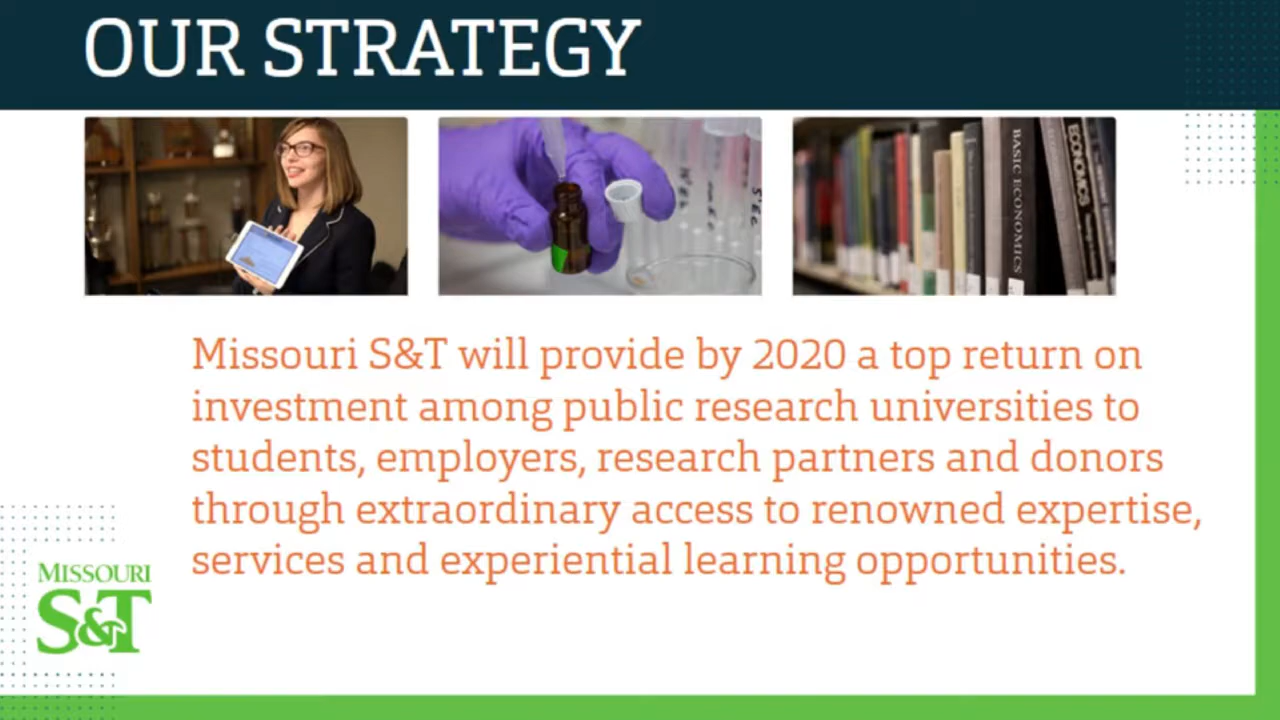 OUR STRATEGY
BASIC ECONOMICS
ECONOMICS
Missouri S&T will provide by 2020 a top return on
investment among public research universities to
students, employers, research partners and donors
through extraordinary access to renowned expertise,
services and experiential learning opportunities.
MISSOURI
S&T